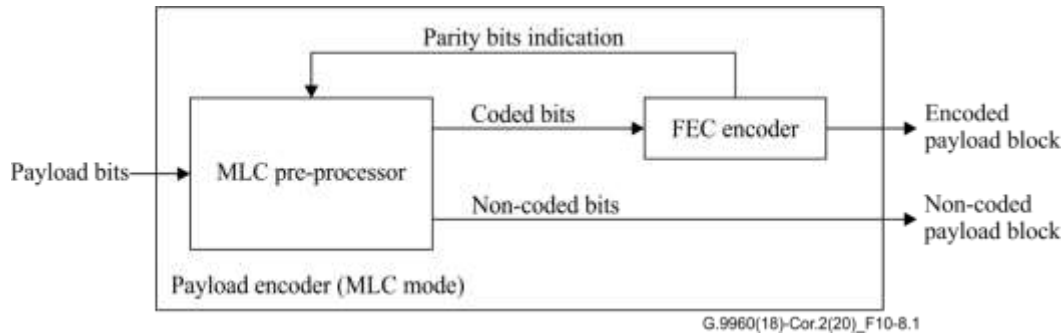 Parity bits indication
Coded bits
FEC encoder
Encoded
payload block
Payload bits
MLC pre-processor
Non-coded bits
Non-coded
payload block
Payload encoder (MLC mode)
G.9960(18)-Cor.2(20)_F10-8.1